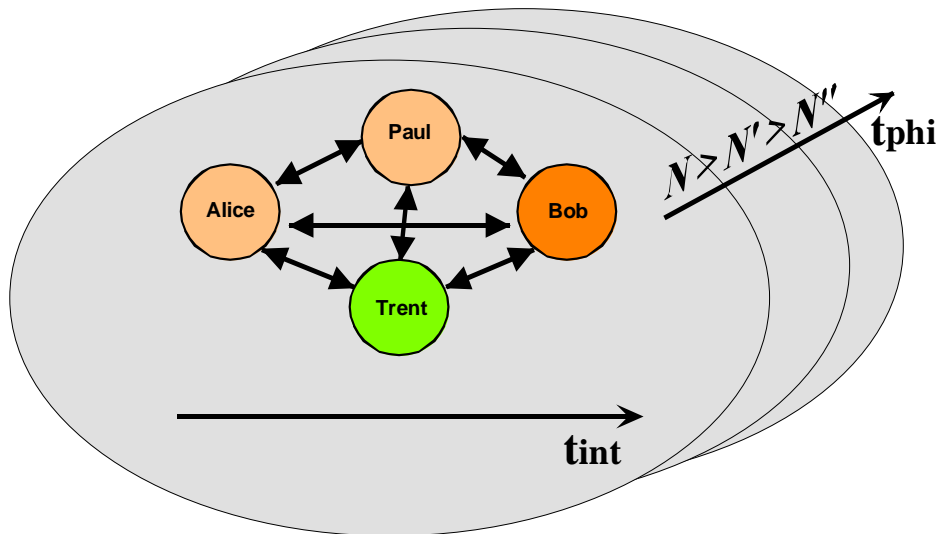 Paul
N > N' > N''
tphi
Alice
Bob
Trent
tint